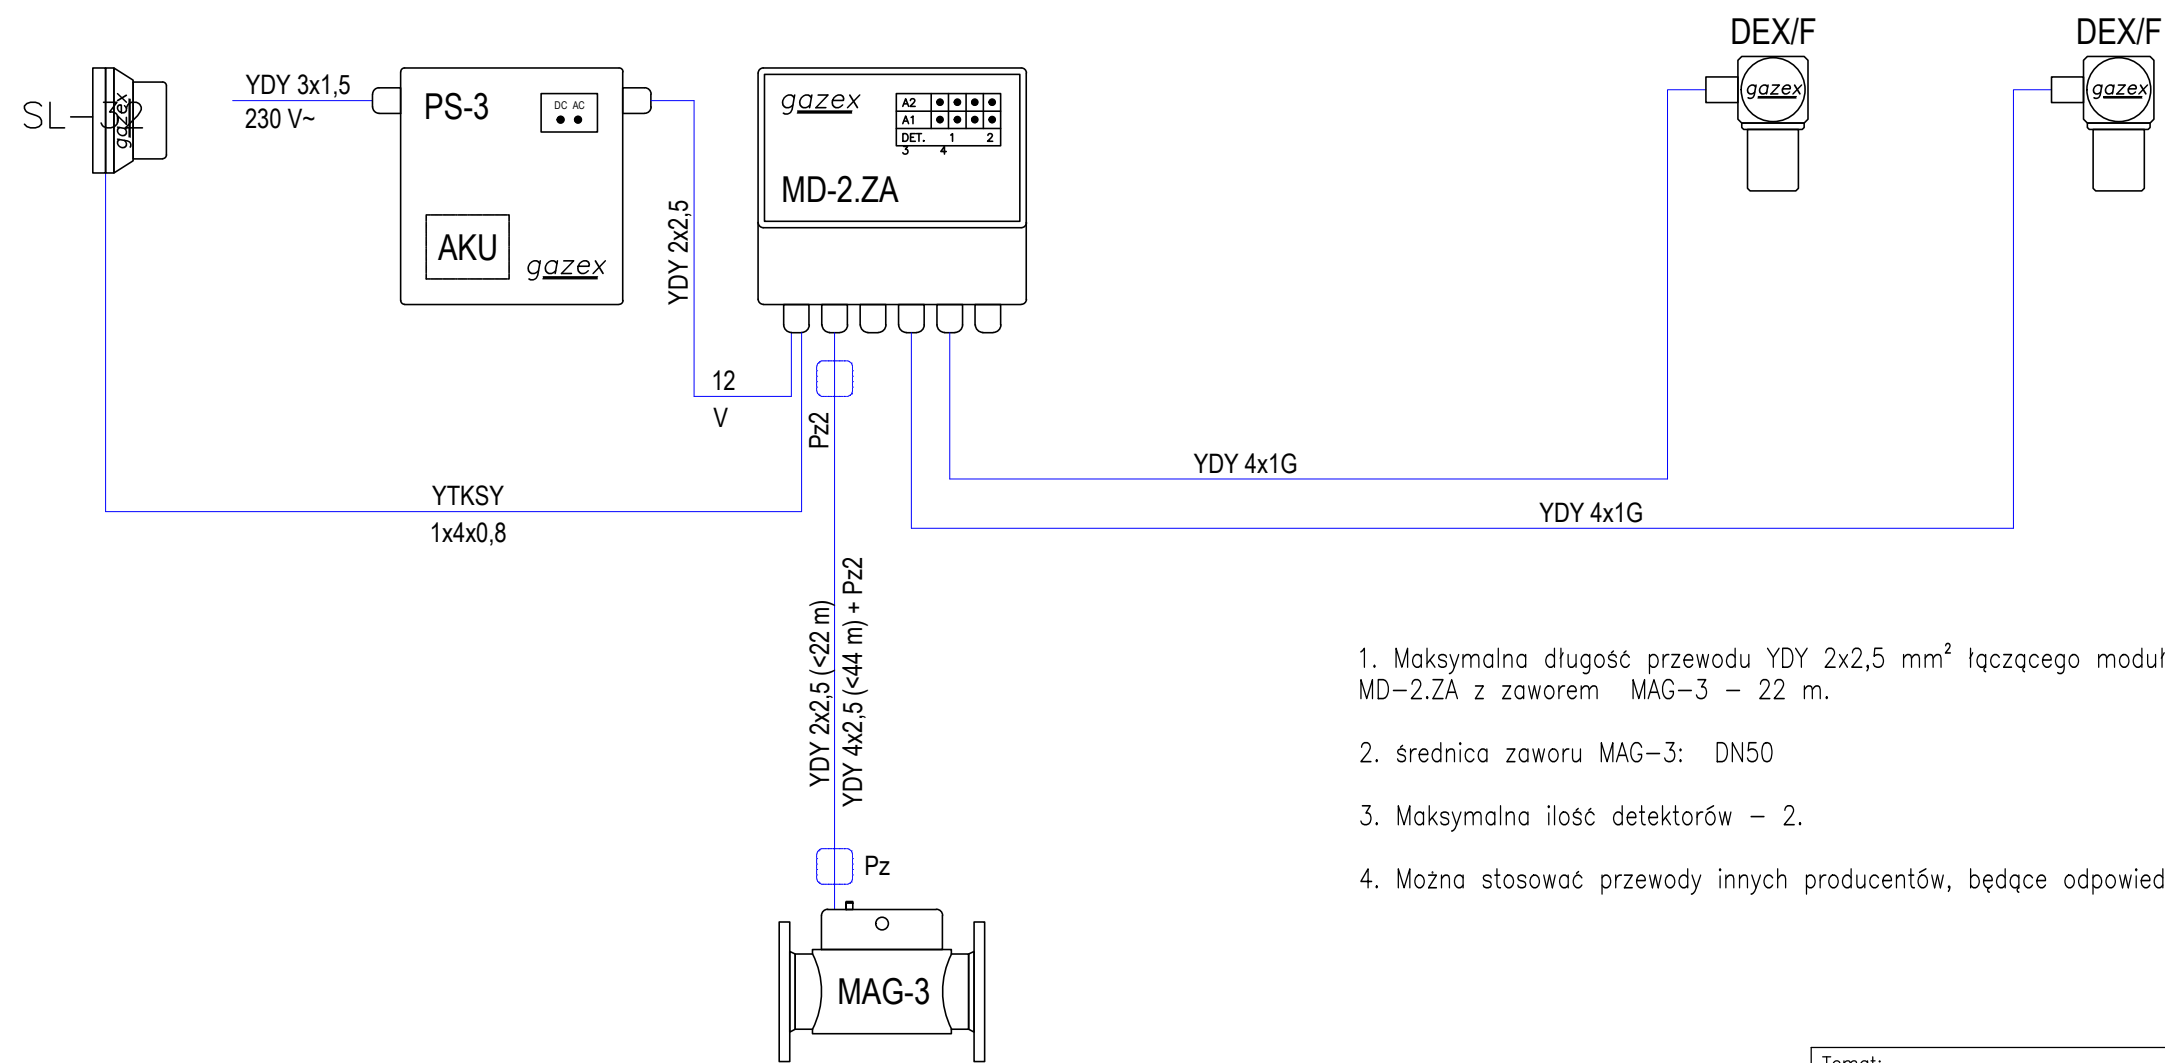 DEX/F
DEX/F
SL-32
gazex
YDY 3x1,5
230 V~
PS-3
DC AC
AKU
gazex
YDY 2x2,5
gazex
A2
A1
DET. 1 2
3 4
MD-2.ZA
gazex
gazex
12
V
Pz2
YDY 4x1G
YTKSY
1x4x0,8
YDY 4x1G
YDY 2x2,5 (<22 m)
YDY 4x2,5 (<44 m) + Pz2
1. Maksymalna długość przewodu YDY 2x2,5 mm² łączącego moduł
MD-2.ZA z zaworem MAG-3 - 22 m.
2. średnica zaworu MAG-3: DN50
3. Maksymalna ilość detektorów - 2.
4. Można stosować przewody innych producentów, będące odpowied
Pz
MAG-3
Temat: